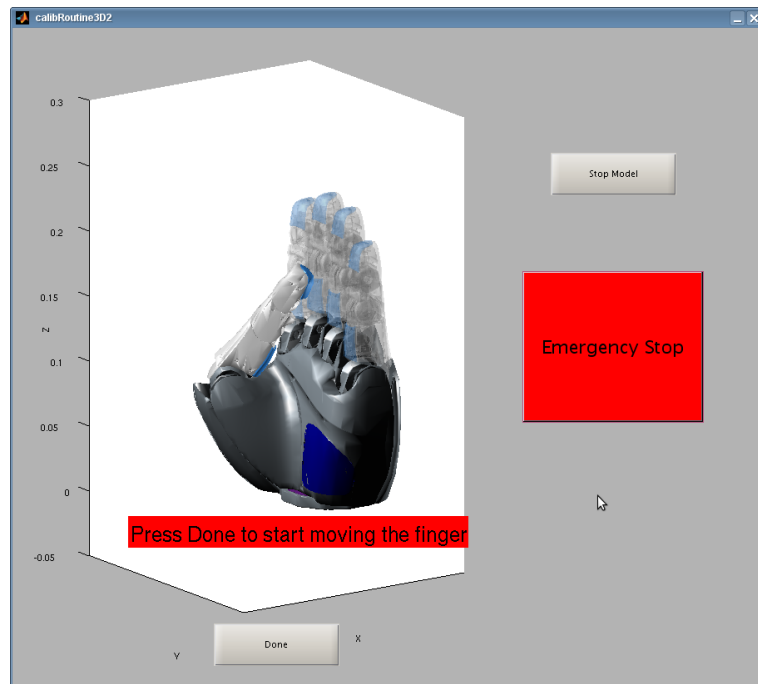 calibRoutine3D2
0.3
0.25
0.2
0.15
0.1
0.05
0
-0.05
Z
Stop Model
Emergency Stop
Press Done to start moving the finger
Done
X
Y